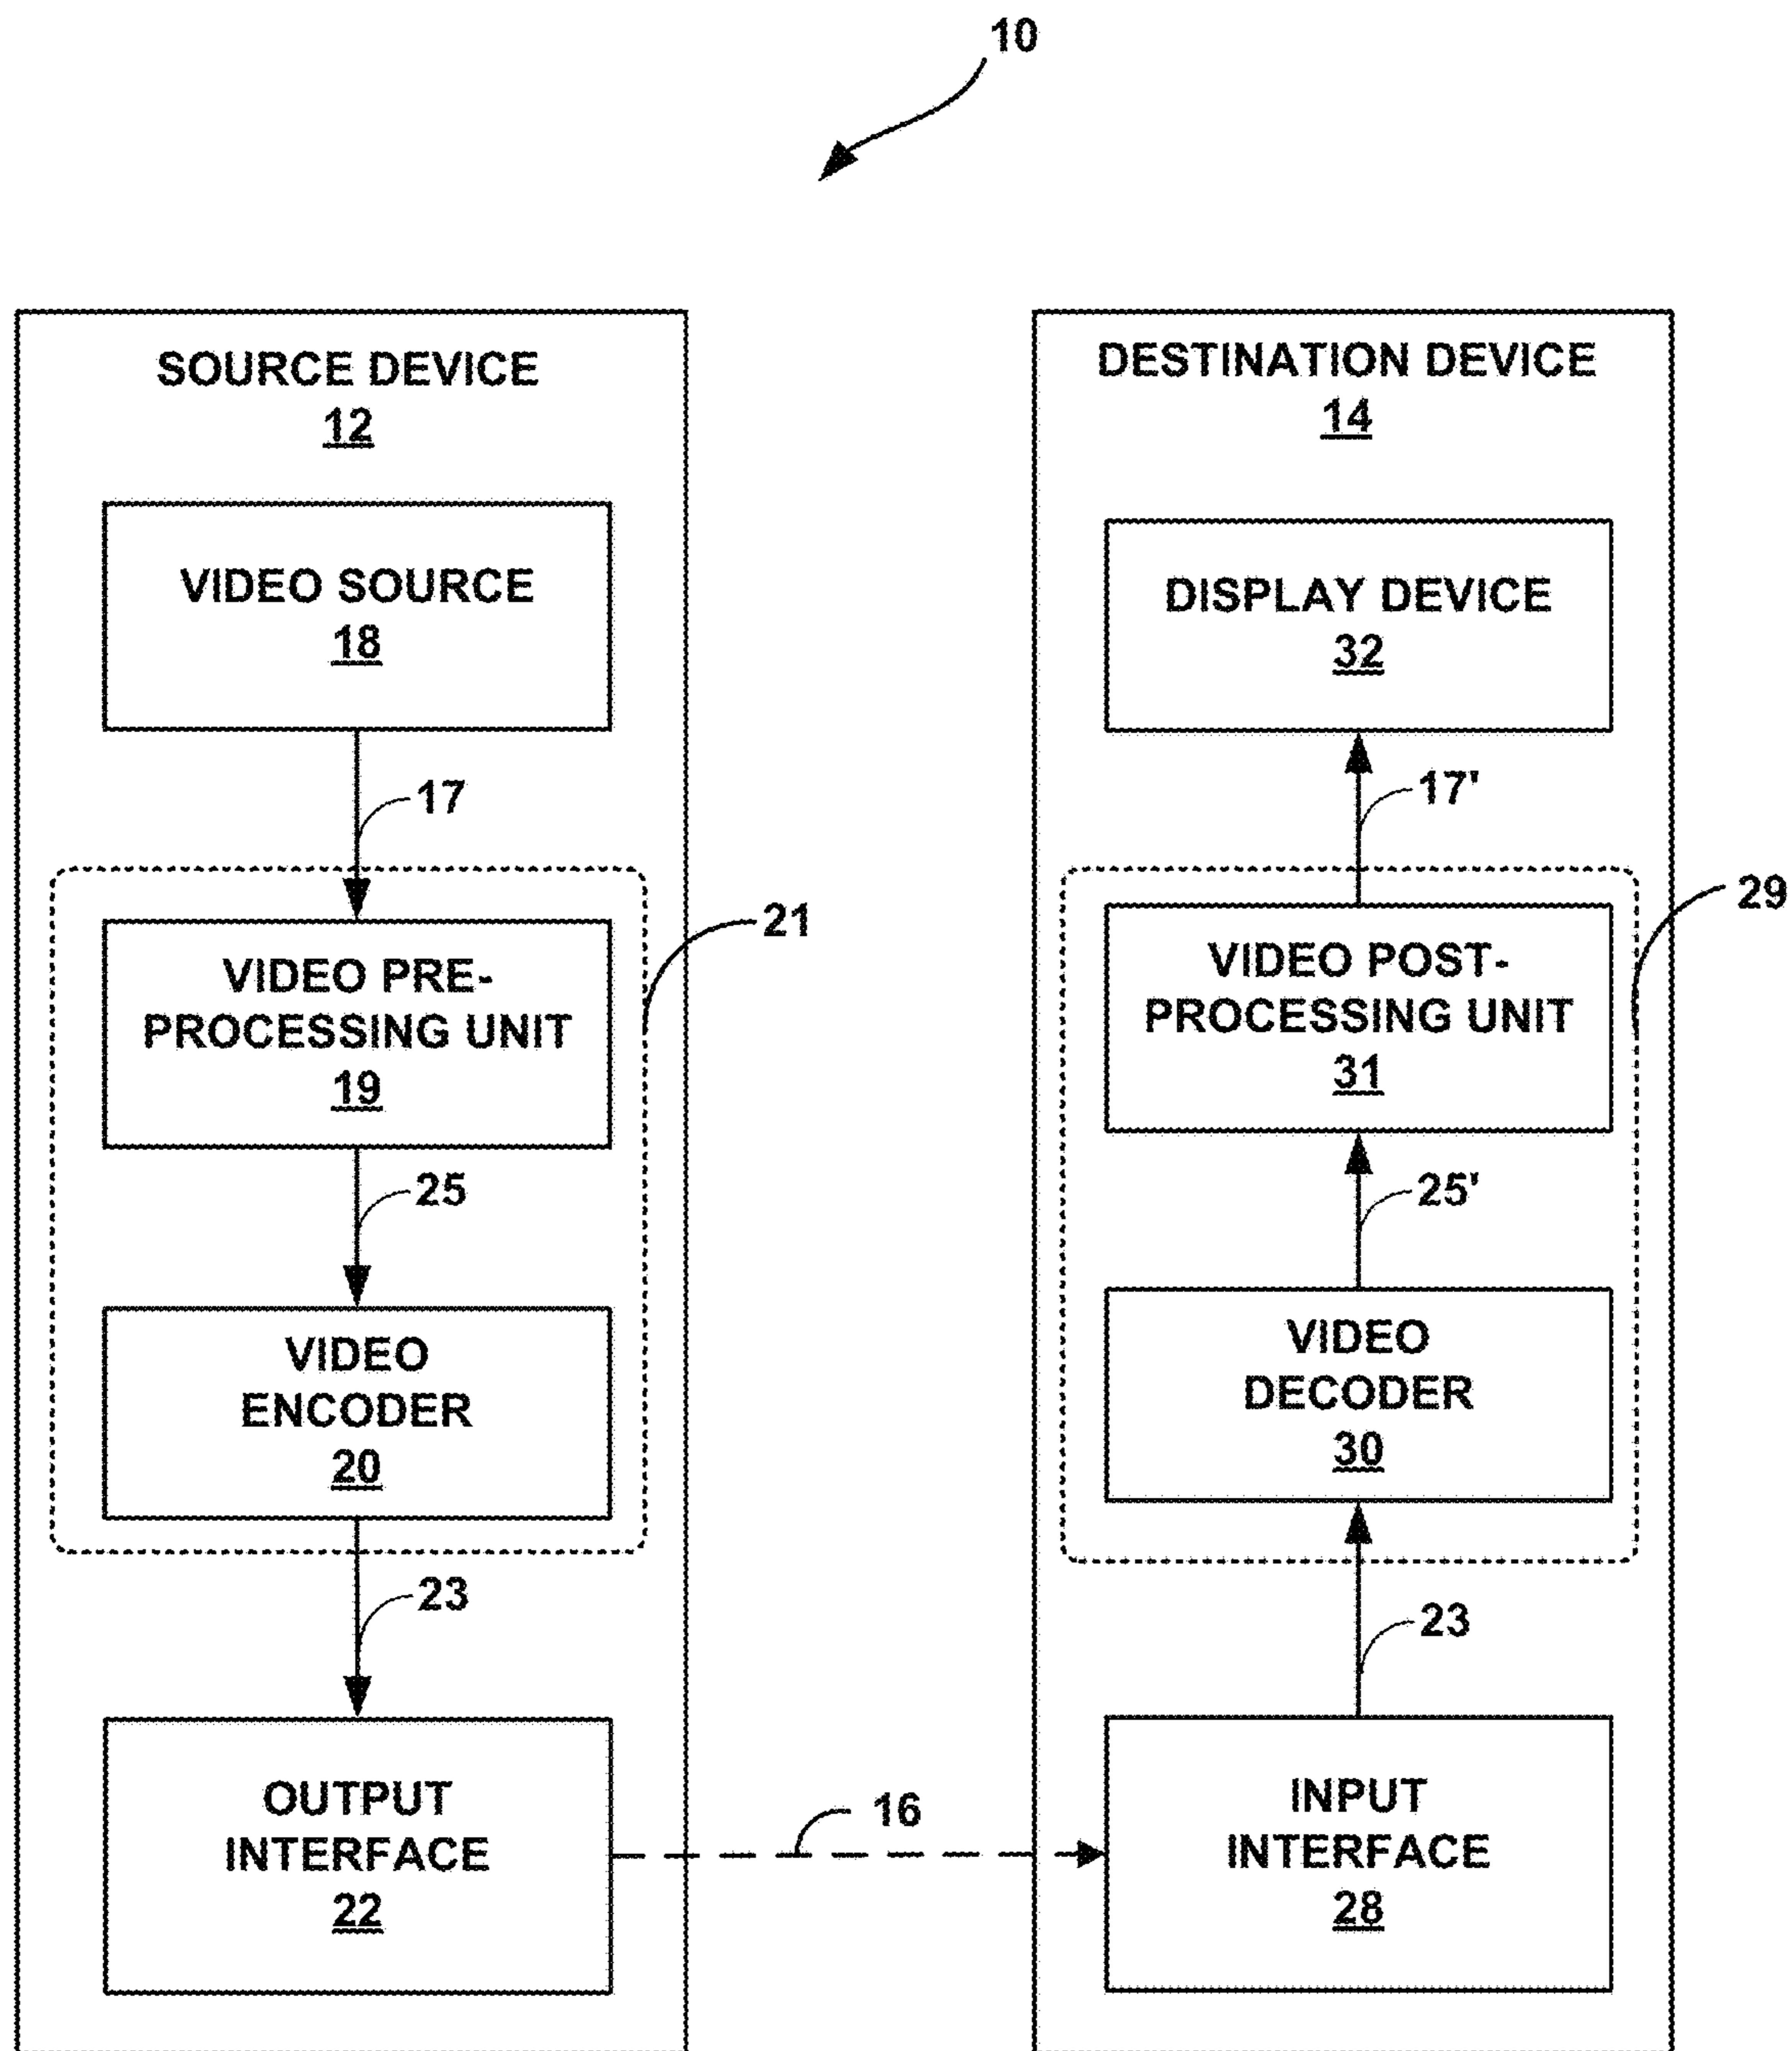 10
SOURCE DEVICE
12
VIDEO SOURCE
18
17
21
VIDEO PRE-
PROCESSING UNIT
19
25
VIDEO
ENCODER
20
23
OUTPUT
INTERFACE
22
16
DESTINATION DEVICE
14
DISPLAY DEVICE
32
17'
29
VIDEO POST-
PROCESSING UNIT
31
25'
VIDEO
DECODER
30
23
INPUT
INTERFACE
28